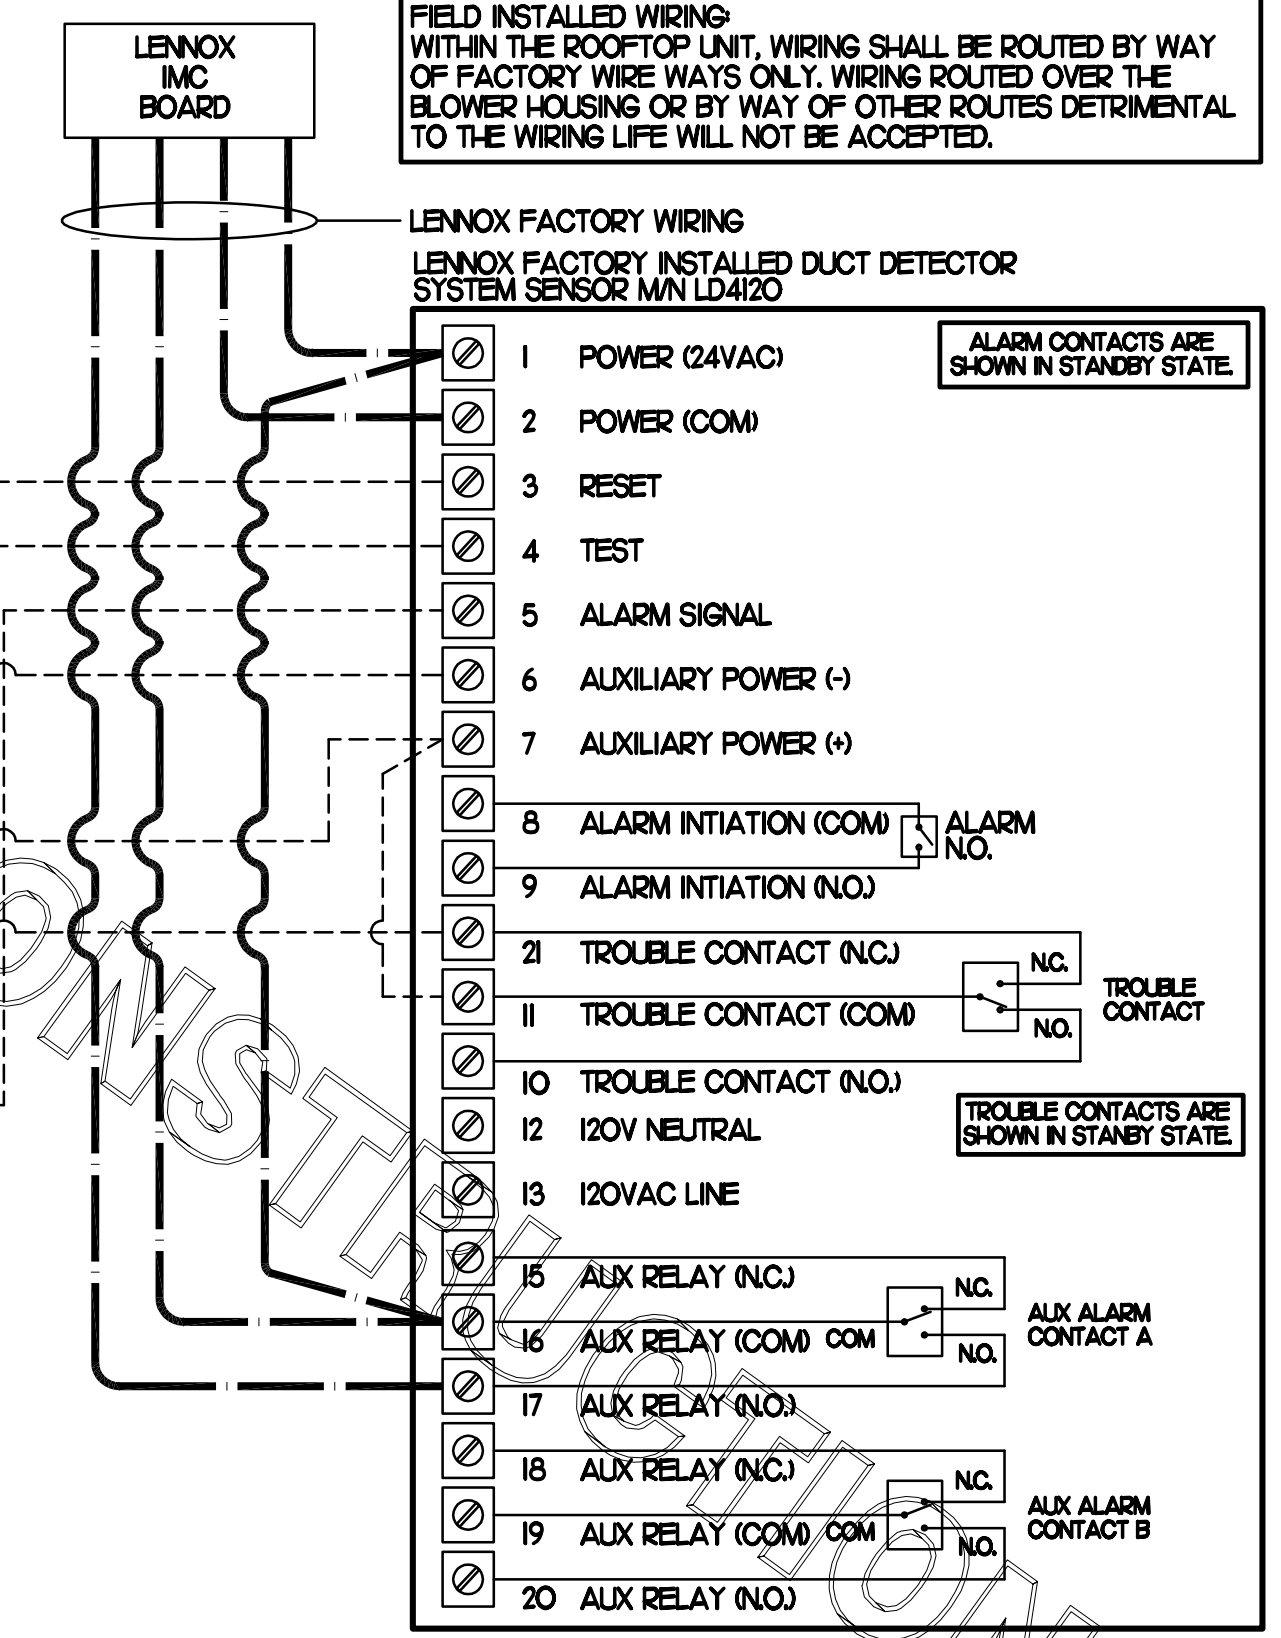 FIELD INSTALLED WIRING:
WITHIN THE ROOFTOP UNIT, WIRING SHALL BE ROUTED BY WAY
OF FACTORY WIRE WAYS ONLY. WIRING ROUTED OVER THE
BLOWER HOUSING OR BY WAY OF OTHER ROUTES DETRIMENTAL
TO THE WIRING LIFE WILL NOT BE ACCEPTED.
LENNOX
IMC
BOARD
LENNOX FACTORY WIRING
LENNOX FACTORY INSTALLED DUCT DETECTOR
SYSTEM SENSOR M/N LD4120
ALARM CONTACTS ARE
SHOWN IN STANDBY STATE.
1 POWER (24VAC)
2 POWER (COM)
3 RESET
4 TEST
5 ALARM SIGNAL
6 AUXILIARY POWER (-)
7 AUXILIARY POWER (+)
8 ALARM INTIATION (COM)
ALARM
N.O.
9 ALARM INTIATION (N.O.)
21 TROUBLE CONTACT (N.C.)
N.C.
TROUBLE
CONTACT
11 TROUBLE CONTACT (COM)
N.O.
10 TROUBLE CONTACT (N.O.)
TROUBLE CONTACTS ARE
SHOWN IN STANBY STATE.
12 120V NEUTRAL
13 120VAC LINE
15 AUX RELAY (N.C.)
N.C.
AUX ALARM
CONTACT A
16 AUX RELAY (COM) COM
N.O.
17 AUX RELAY (N.O.)
18 AUX RELAY (N.C.)
N.C.
AUX ALARM
CONTACT B
19 AUX RELAY (COM) COM
N.O.
20 AUX RELAY (N.O.)
ONSTRUCTION